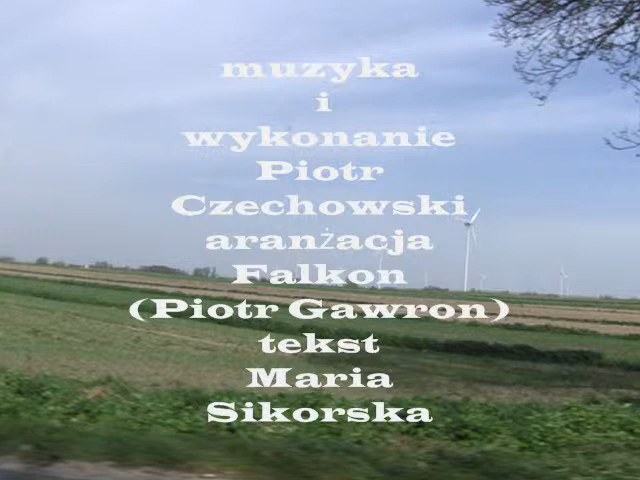 muzyka
i
wykonanie
Piotr
Czechowski
aranżacja
Falkon
(Piotr Gawron)
tekst
Maria
Sikorska